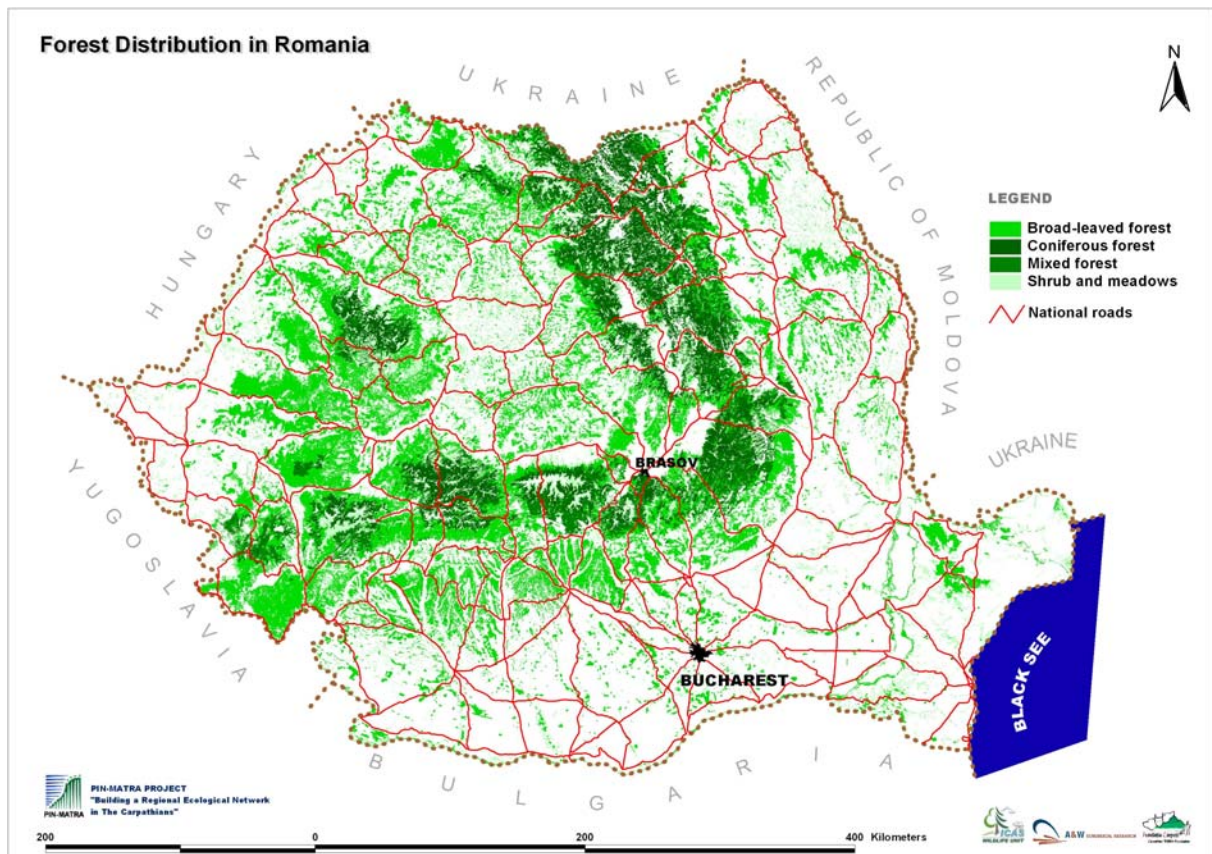 Forest Distribution in Romania
N
UKRAINE
REPUBLIC OF MOLDOVA
HUNGARY
LEGEND
Broad-leaved forest
Coniferous forest
Mixed forest
Shrub and meadows
National roads
UKRAINE
BRASOV
YUGOSLAVIA
BUCHAREST
BLACK SEE
BULGARIA
PIN-MATRA
PIN-MATRA PROJECT
"Building a Regional Ecological Network
in The Carpathians"
ICAS
WILDLIFE UNIT
A&W
200 0 200 400 Kilometers